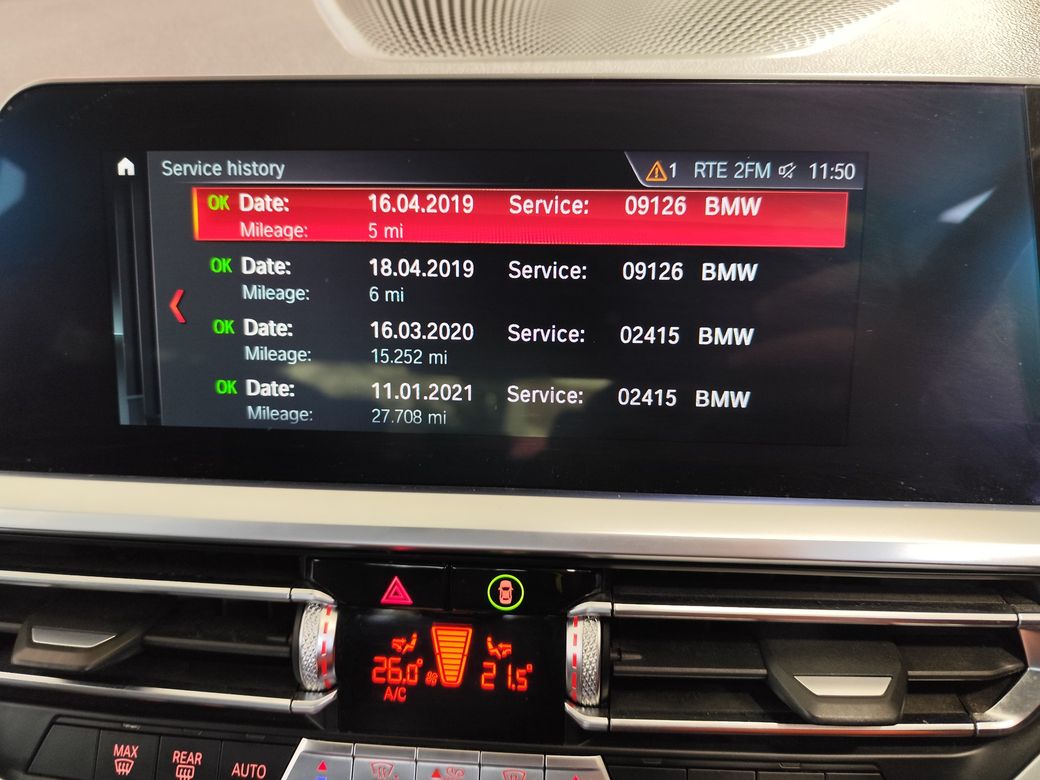 Service history 1 RTE 2FM 11:50
OK Date: 16.04.2019 Service: 09126 BMW
Mileage: 5 mi
OK Date: 18.04.2019 Service: 09126 BMW
Mileage: 6 mi
OK Date: 16.03.2020 Service: 02415 BMW
Mileage: 15.252 mi
OK Date: 11.01.2021 Service: 02415 BMW
Mileage: 27.708 mi
26.0° 21.5°
A/C
MAX REAR AUTO